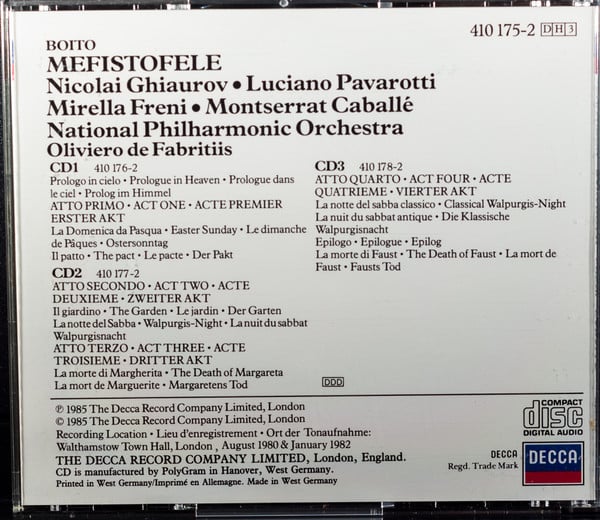 410 175-2 DH3
BOITO
MEFISTOFELE
Nicolai Ghiaurov • Luciano Pavarotti
Mirella Freni • Montserrat Caballé
National Philharmonic Orchestra
Oliviero de Fabritiis
CD1 410 176-2
Prologo in cielo • Prologue in Heaven • Prologue dans
le ciel • Prolog im Himmel
ATTO PRIMO • ACT ONE • ACTE PREMIER
ERSTER AKT
La Domenica da Pasqua • Easter Sunday • Le dimanche
de Pâques • Ostersonntag
Il patto • The pact • Le pacte • Der Pakt
CD2 410 177-2
ATTO SECONDO • ACT TWO • ACTE
DEUXIEME • ZWEITER AKT
Il giardino • The Garden • Le jardin • Der Garten
La notte del Sabba • Walpurgis-Night • La nuit du sabbat
Walpurgisnacht
ATTO TERZO • ACT THREE • ACTE
TROISIEME • DRITTER AKT
La morte di Margherita • The Death of Margareta
La mort de Marguerite • Margaretens Tod
CD3 410 178-2
ATTO QUARTO • ACT FOUR • ACTE
QUATRIEME • VIERTER AKT
La notte del sabba classico • Classical Walpurgis-Night
La nuit du sabbat antique • Die Klassische
Walpurgisnacht
Epilogo • Epilogue • Epilog
La morte di Faust • The Death of Faust • La mort de
Faust • Fausts Tod
DDD
℗ 1985 The Decca Record Company Limited, London
© 1985 The Decca Record Company Limited, London
Recording Location • Lieu d'enregistrement • Ort der Tonaufnahme:
Walthamstow Town Hall, London , August 1980 & January 1982
THE DECCA RECORD COMPANY LIMITED, London, England.
CD is manufactured by PolyGram in Hanover, West Germany.
Printed in West Germany/Imprimé en Allemagne. Made in West Germany
COMPACT
disc
DIGITAL AUDIO
DECCA
Regd. Trade Mark
DECCA